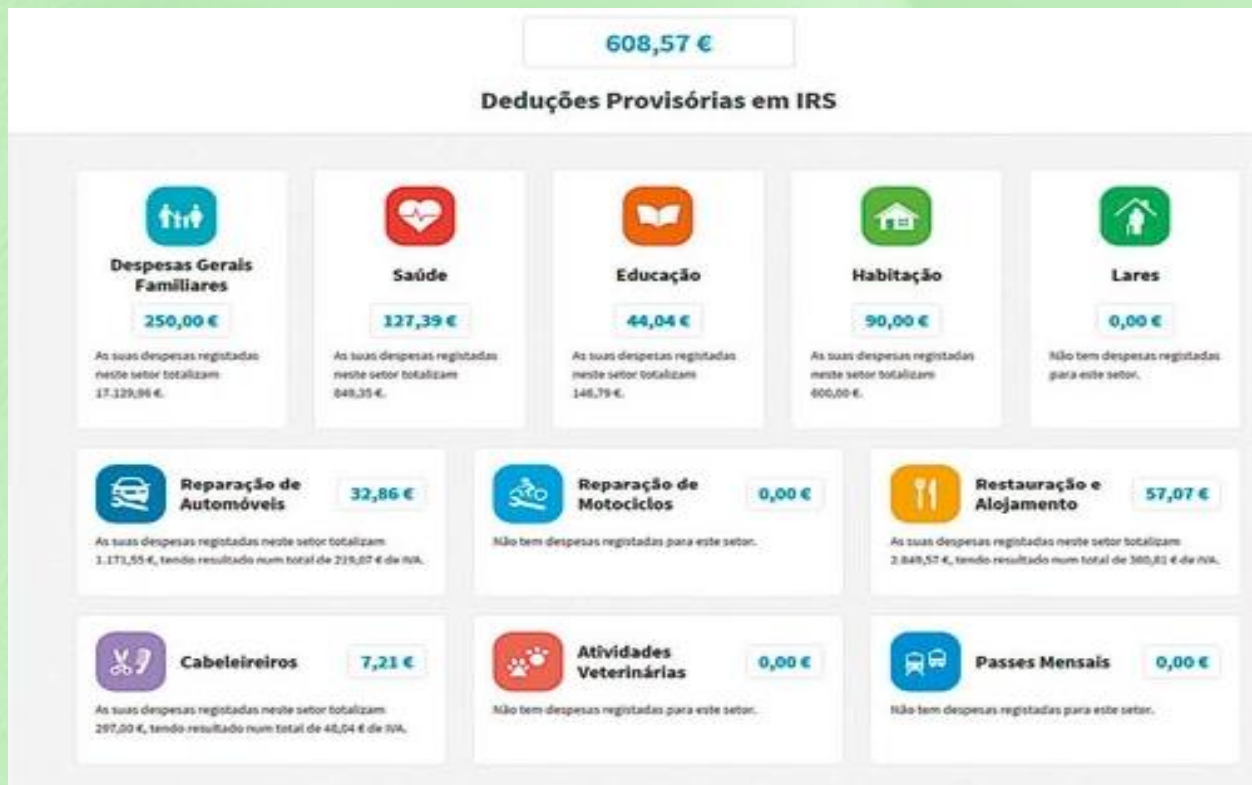 608,57 €
Deduções Provisórias em IRS
Despesas Gerais
Familiares
250,00 €
As suas despesas registadas
neste setor totalizam
17.129,96 €.
Saúde
127,39 €
As suas despesas registadas
neste setor totalizam
849,35 €.
Educação
44,04 €
As suas despesas registadas
neste setor totalizam
146,79 €.
Habitação
90,00 €
As suas despesas registadas
neste setor totalizam
600,00 €.
Lares
0,00 €
Não tem despesas registadas
para este setor.
Reparação de
Automóveis
32,86 €
As suas despesas registadas neste setor totalizam
1.171,55 €, tendo resultado num total de 219,07 € de IVA.
Reparação de
Motociclos
0,00 €
Não tem despesas registadas para este setor.
Restauração e
Alojamento
57,07 €
As suas despesas registadas neste setor totalizam
2.849,57 €, tendo resultado num total de € de IVA.
Cabeleireiros
7,21 €
As suas despesas registadas neste setor totalizam
297,00 €, tendo resultado num total de 48,04 € de IVA.
Atividades
Veterinárias
0,00 €
Não tem despesas registadas para este setor.
Passes Mensais
0,00 €
Não tem despesas registadas para este setor.